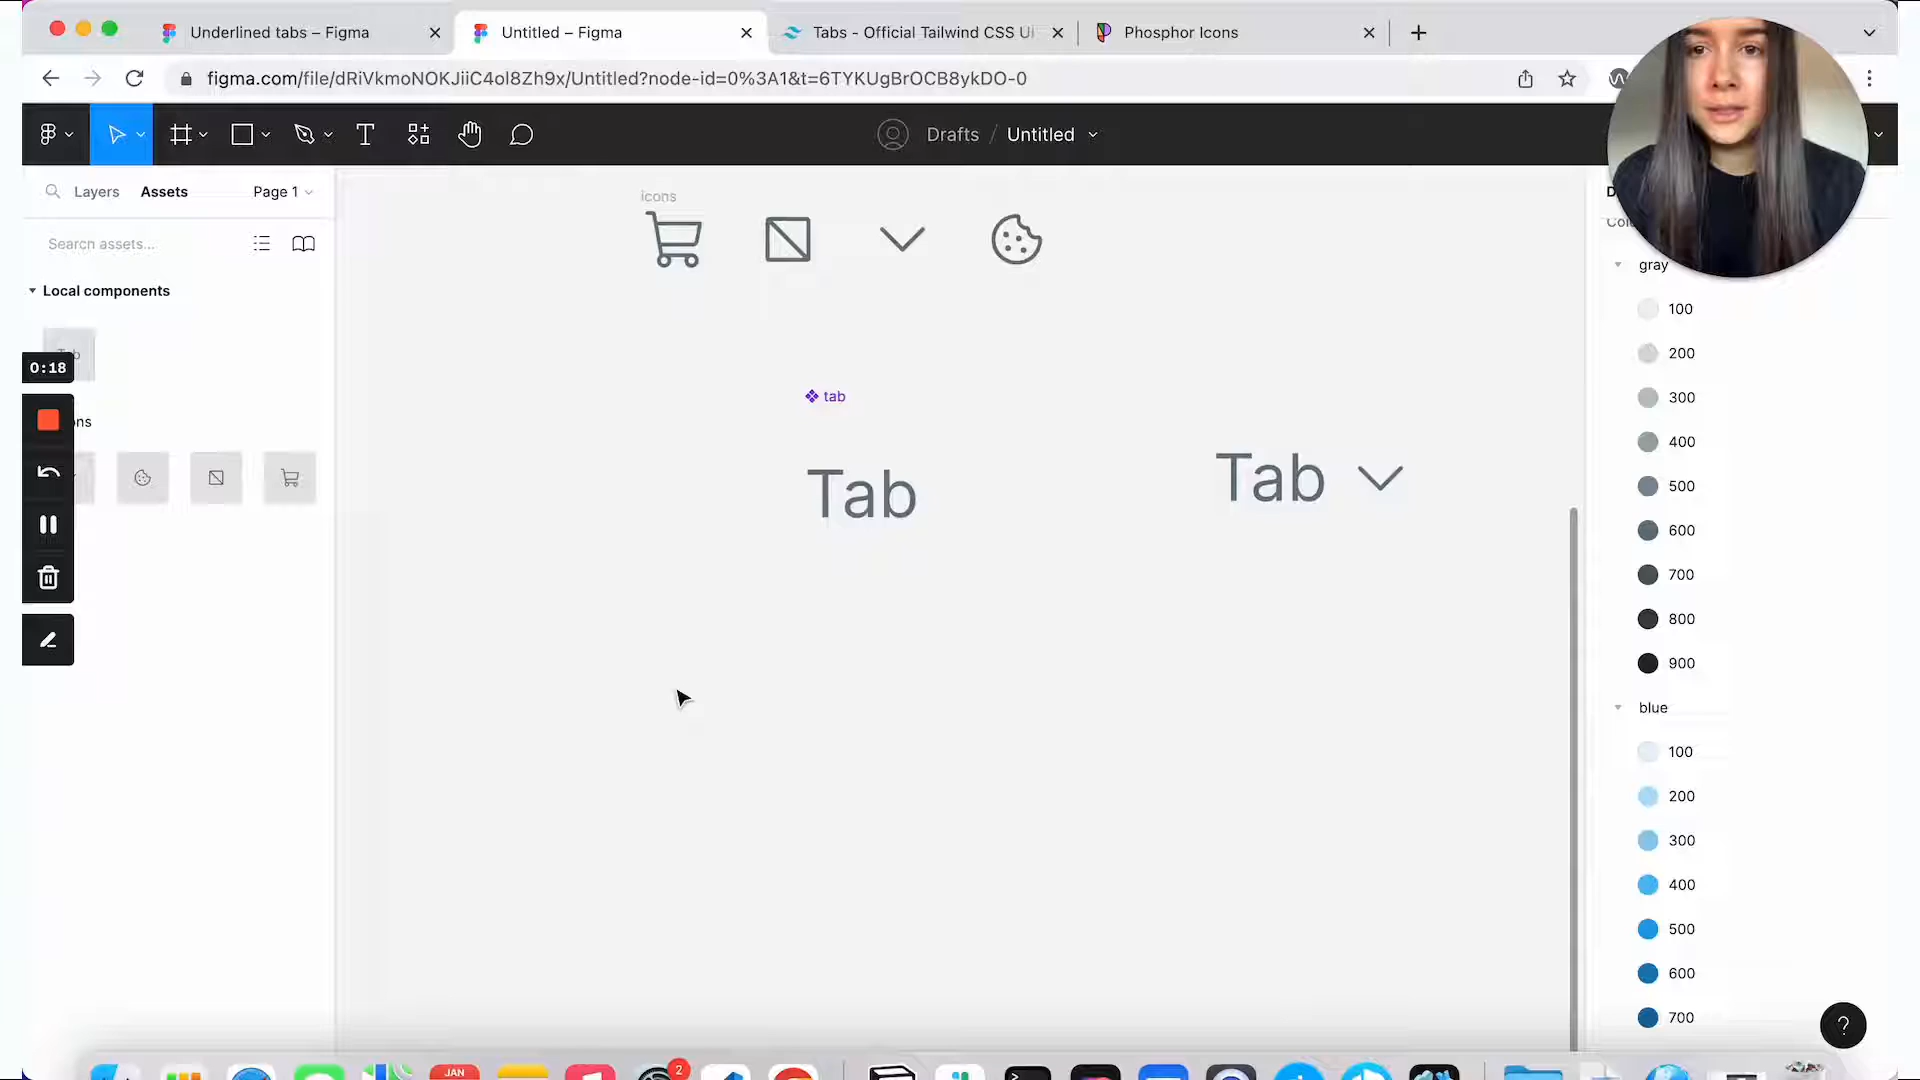 Underlined tabs – Figma
Untitled – Figma
Tabs - Official Tailwind CSS UI
Phosphor Icons
figma.com/file/dRiVkmoNOKJiiC4ol8Zh9x/Untitled?node-id=0%3A1&t=6TYKUgBrOCB8ykDO-0
Drafts / Untitled
Layers
Assets
Page 1
Search assets...
Local components
Tab
0:18
ons
icons
tab
Tab
Tab
D
Colo
gray
100
200
300
400
500
600
700
800
900
blue
100
200
300
400
500
600
700
?
JAN
2